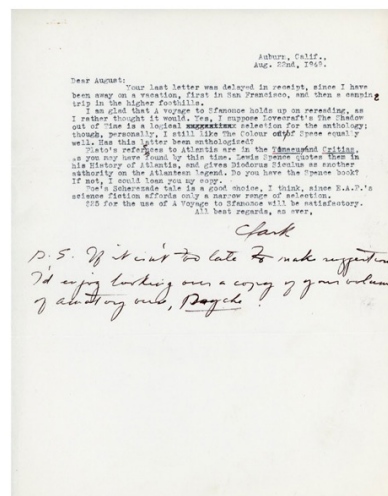 Auburn, Calif.,
Aug. 22nd, 1948.
Dear August:
Your last letter was delayed in receipt, since I have
been away on a vacation, first in San Francisco, and then a camping
trip in the higher foothills.
I am glad that A voyage to Sfanomoe holds up on rereading, as
I rather thought it would. Yes, I suppose Lovecraft's The Shadow
out of Time is a logical selection for the anthology;
though, personally, I still like The Colour out of Space equally
well. Has this letter been anthologized?
Plato's references to Atlantis are in the Timaeus and Critias,
as you may have found by this time. Lewis Spence quotes them in
his History of Atlantis, and gives Diodorus Siculus as another
authority on the Atlantean legend. Do you have the Spence book?
If not, I could loan you my copy.
Poe's Scherezade tale is a good choice, I think, since E.A.P.'s
science fiction affords only a narrow range of selection.
$25 for the use of A Voyage to Sfanomoe will be satisfactory.
All best regards, as ever,
Clark
P.S. If it isn't too late to make suggestion
I'd enjoy looking over a copy of your volume
of amatory one, Psyche.